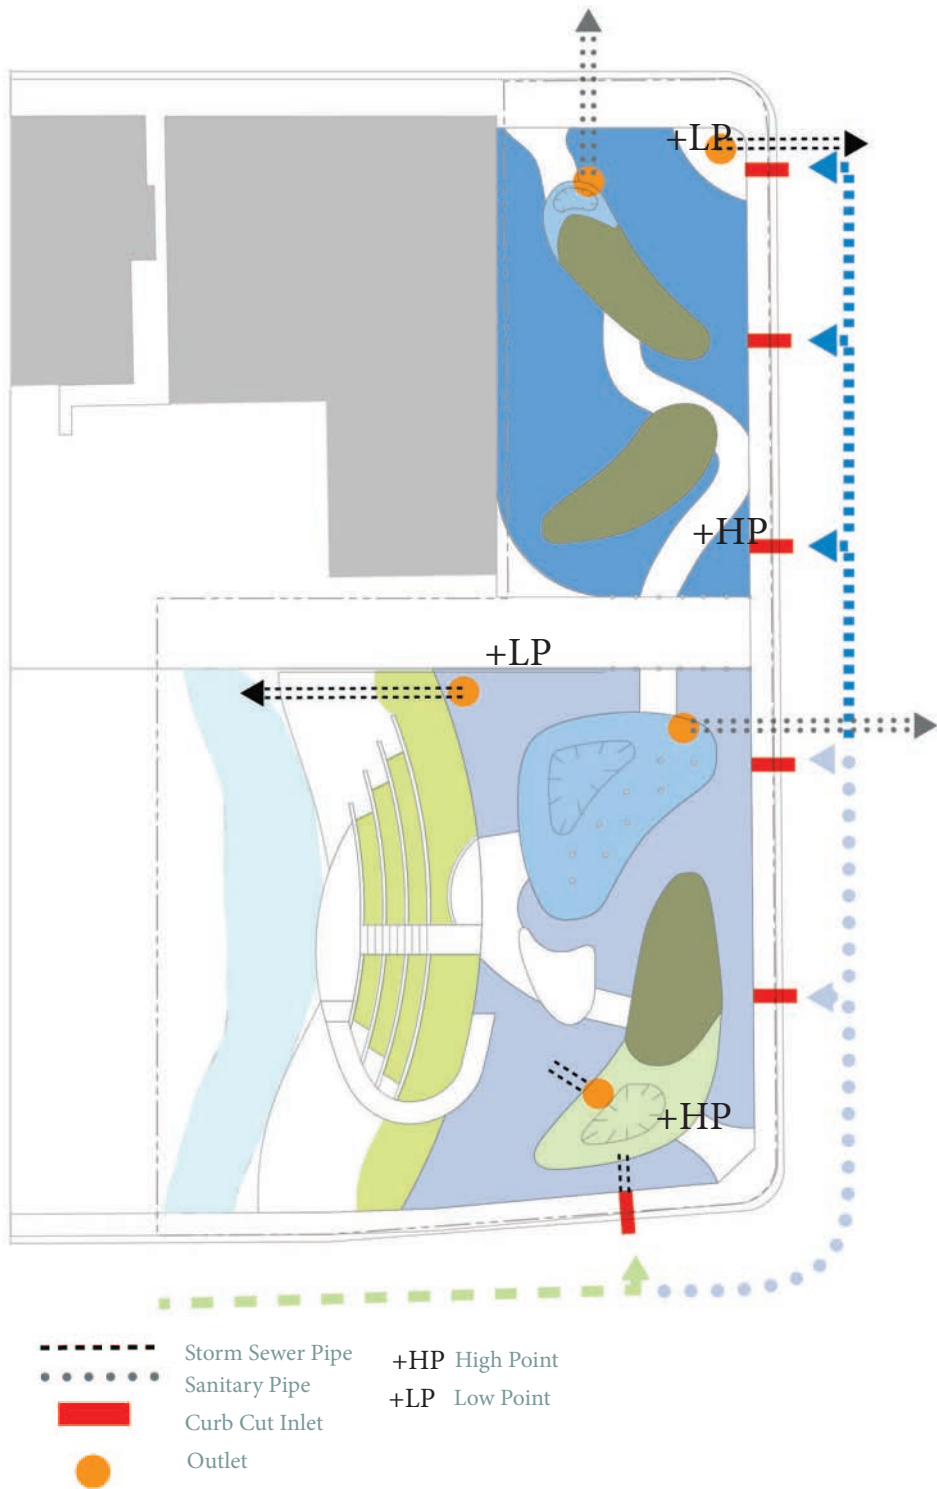 +LP
+HP
+LP
+HP
Storm Sewer Pipe
Sanitary Pipe
Curb Cut Inlet
Outlet
+HP High Point
+LP Low Point